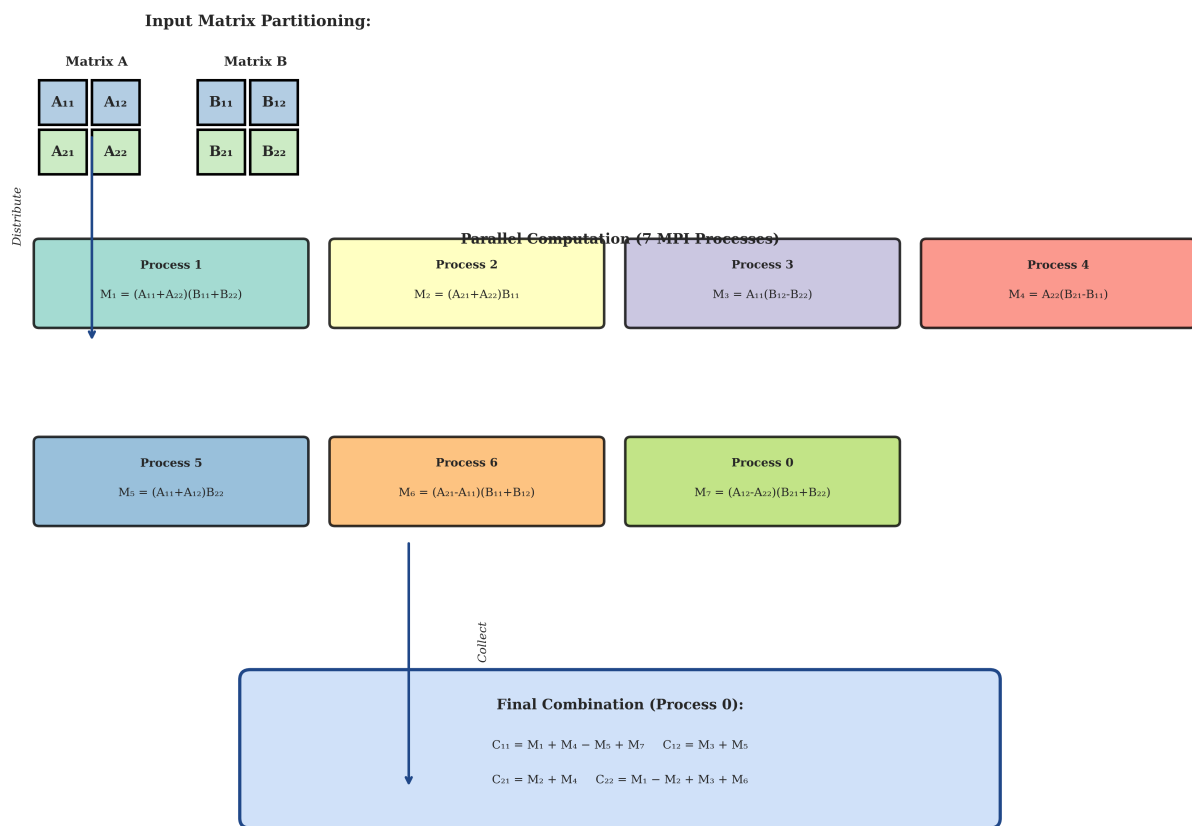 Input Matrix Partitioning:
Matrix A
Matrix B
A₁₁ A₁₂
B₁₁ B₁₂
A₂₁ A₂₂
B₂₁ B₂₂
Distribute
Parallel Computation (7 MPI Processes)
Process 1
M₁ = (A₁₁+A₂₂)(B₁₁+B₂₂)
Process 2
M₂ = (A₂₁+A₂₂)B₁₁
Process 3
M₃ = A₁₁(B₁₂-B₂₂)
Process 4
M₄ = A₂₂(B₂₁-B₁₁)
Process 5
M₅ = (A₁₁+A₁₂)B₂₂
Process 6
M₆ = (A₂₁-A₁₁)(B₁₁+B₁₂)
Process 0
M₇ = (A₁₂-A₂₂)(B₂₁+B₂₂)
Collect
Final Combination (Process 0):
C₁₁ = M₁ + M₄ − M₅ + M₇ C₁₂ = M₃ + M₅
C₂₁ = M₂ + M₄ C₂₂ = M₁ − M₂ + M₃ + M₆